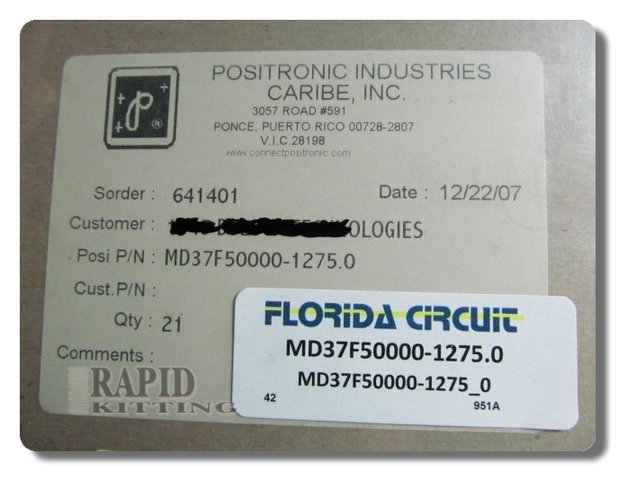 POSITRONIC INDUSTRIES
CARIBE, INC.
3057 ROAD #591
PONCE, PUERTO RICO 00728-2807
V.I.C.28198
www.connectpositronic.com
P ®
Sorder : 641401 Date : 12/22/07
Customer : OLOGIES
Posi P/N : MD37F50000-1275.0
Cust.P/N :
Qty : 21
Comments :
FLORIDA CIRCUIT
MD37F50000-1275.0
MD37F50000-1275_0
42 951A
RAPID
KITTING